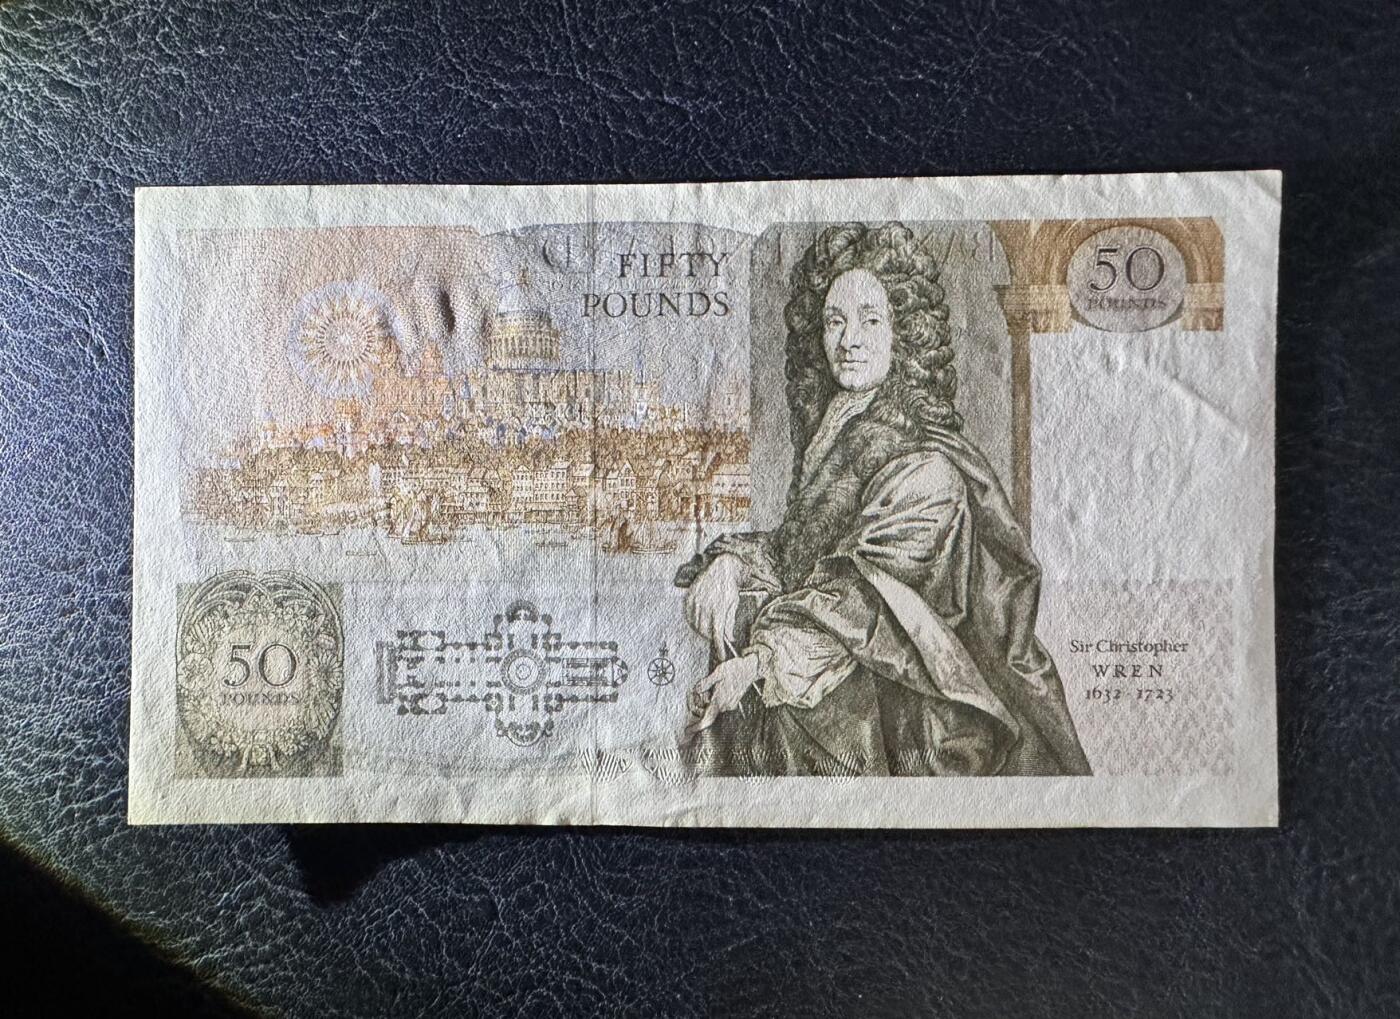 FIFTY
POUNDS
50
POUNDS
50
POUNDS
Sir Christopher
WREN
1632 1723